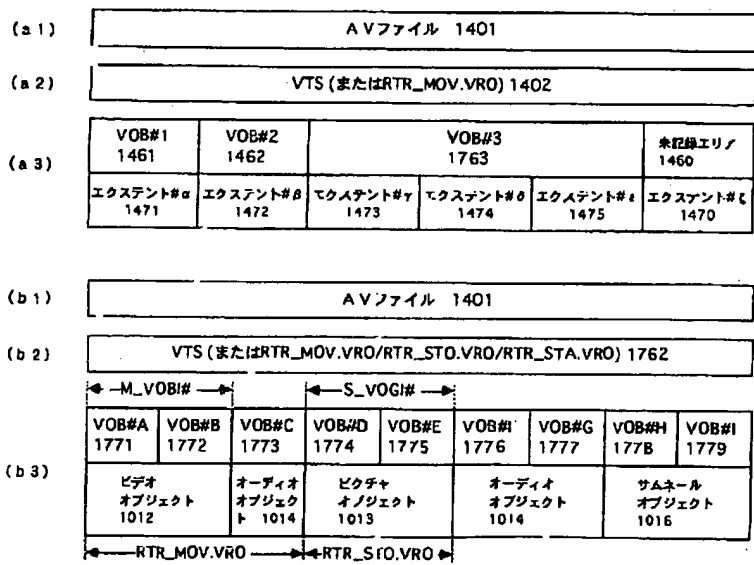 (a1)
AVファイル 1401
(a2)
VTS (またはRTR_MOV.VRO) 1402
(a3)
VOB#1
1461
VOB#2
1462
VOB#3
1763
未記録エリア
1460
エクステント#α
1471
エクステント#β
1472
エクステント#γ
1473
エクステント#δ
1474
エクステント#ε
1475
エクステント#ζ
1470
(b1)
AVファイル 1401
(b2)
VTS (またはRTR_MOV.VRO/RTR_STO.VRO/RTR_STA.VRO) 1762
M_VOBI#
S_VOGI#
(b3)
VOB#A
1771
VOB#B
1772
VOB#C
1773
VOB#D
1774
VOB#E
1775
VOB#F
1776
VOB#G
1777
VOB#H
1778
VOB#I
1779
ビデオ
オブジェクト
1012
オーディオ
オブジェク
ト 1014
ピクチャ
オブジェクト
1013
オーディオ
オブジェクト
1014
サムネール
オブジェクト
1016
RTR_MOV.VRO
RTR_STO.VRO